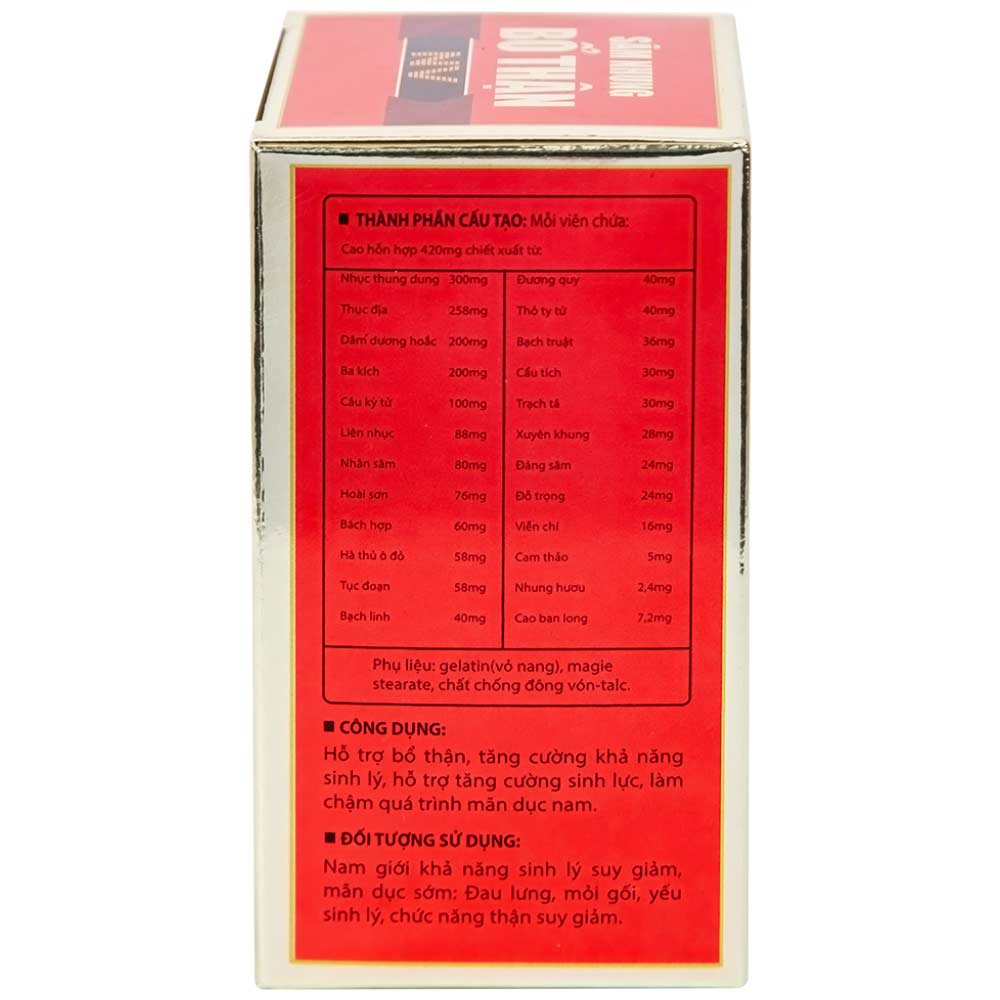 SÂM NHUNG
BỔ THẬN
NV
■ THÀNH PHẦN CẤU TẠO: Mỗi viên chứa:
Cao hỗn hợp 420mg chiết xuất từ:
Nhục thung dung 300mg
Thục địa 258mg
Dâm dương hoắc 200mg
Ba kích 200mg
Câu kỷ tử 100mg
Liên nhục 88mg
Nhân sâm 80mg
Hoài sơn 76mg
Bách hợp 60mg
Hà thủ ô đỏ 58mg
Tục đoạn 58mg
Bạch linh 40mg
Đương quy 40mg
Thỏ ty tử 40mg
Bạch truật 36mg
Cẩu tích 30mg
Trạch tả 30mg
Xuyên khung 28mg
Đảng sâm 24mg
Đỗ trọng 24mg
Viễn chí 16mg
Cam thảo 5mg
Nhung hươu 2,4mg
Cao ban long 7,2mg
Phụ liệu: gelatin(vỏ nang), magie
stearate, chất chống đông vón-talc.
■ CÔNG DỤNG:
Hỗ trợ bổ thận, tăng cường khả năng
sinh lý, hỗ trợ tăng cường sinh lực, làm
chậm quá trình mãn dục nam.
■ ĐỐI TƯỢNG SỬ DỤNG:
Nam giới khả năng sinh lý suy giảm,
mãn dục sớm: Đau lưng, mỏi gối, yếu
sinh lý, chức năng thận suy giảm.